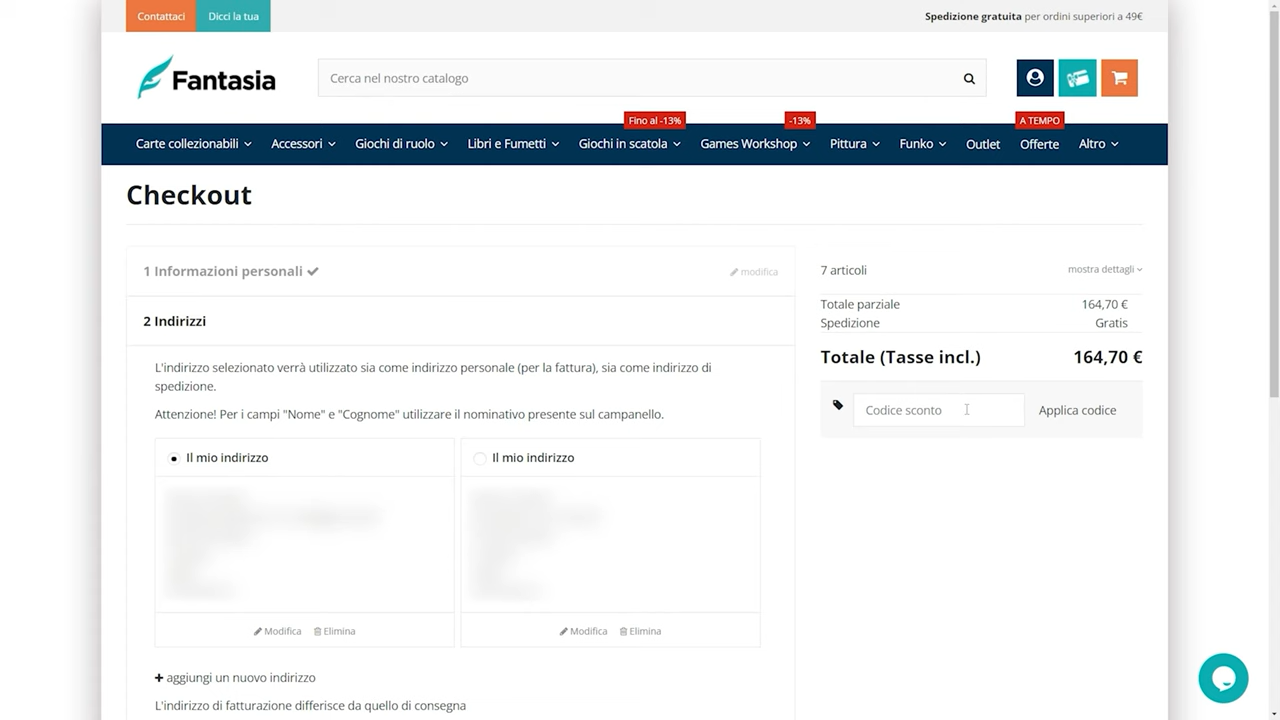 Contattaci
Dicci la tua
Spedizione gratuita per ordini superiori a 49€
Fantasia
Cerca nel nostro catalogo
Fino al -13%
-13%
A TEMPO
Carte collezionabili
Accessori
Giochi di ruolo
Libri e Fumetti
Giochi in scatola
Games Workshop
Pittura
Funko
Outlet
Offerte
Altro
Checkout
1 Informazioni personali
modifica
2 Indirizzi
L'indirizzo selezionato verrà utilizzato sia come indirizzo personale (per la fattura), sia come indirizzo di
spedizione.
Attenzione! Per i campi "Nome" e "Cognome" utilizzare il nominativo presente sul campanello.
Il mio indirizzo
Il mio indirizzo
Modifica
Elimina
Modifica
Elimina
aggiungi un nuovo indirizzo
L'indirizzo di fatturazione differisce da quello di consegna
7 articoli
mostra dettagli
Totale parziale 164,70 €
Spedizione Gratis
Totale (Tasse incl.) 164,70 €
Codice sconto
Applica codice